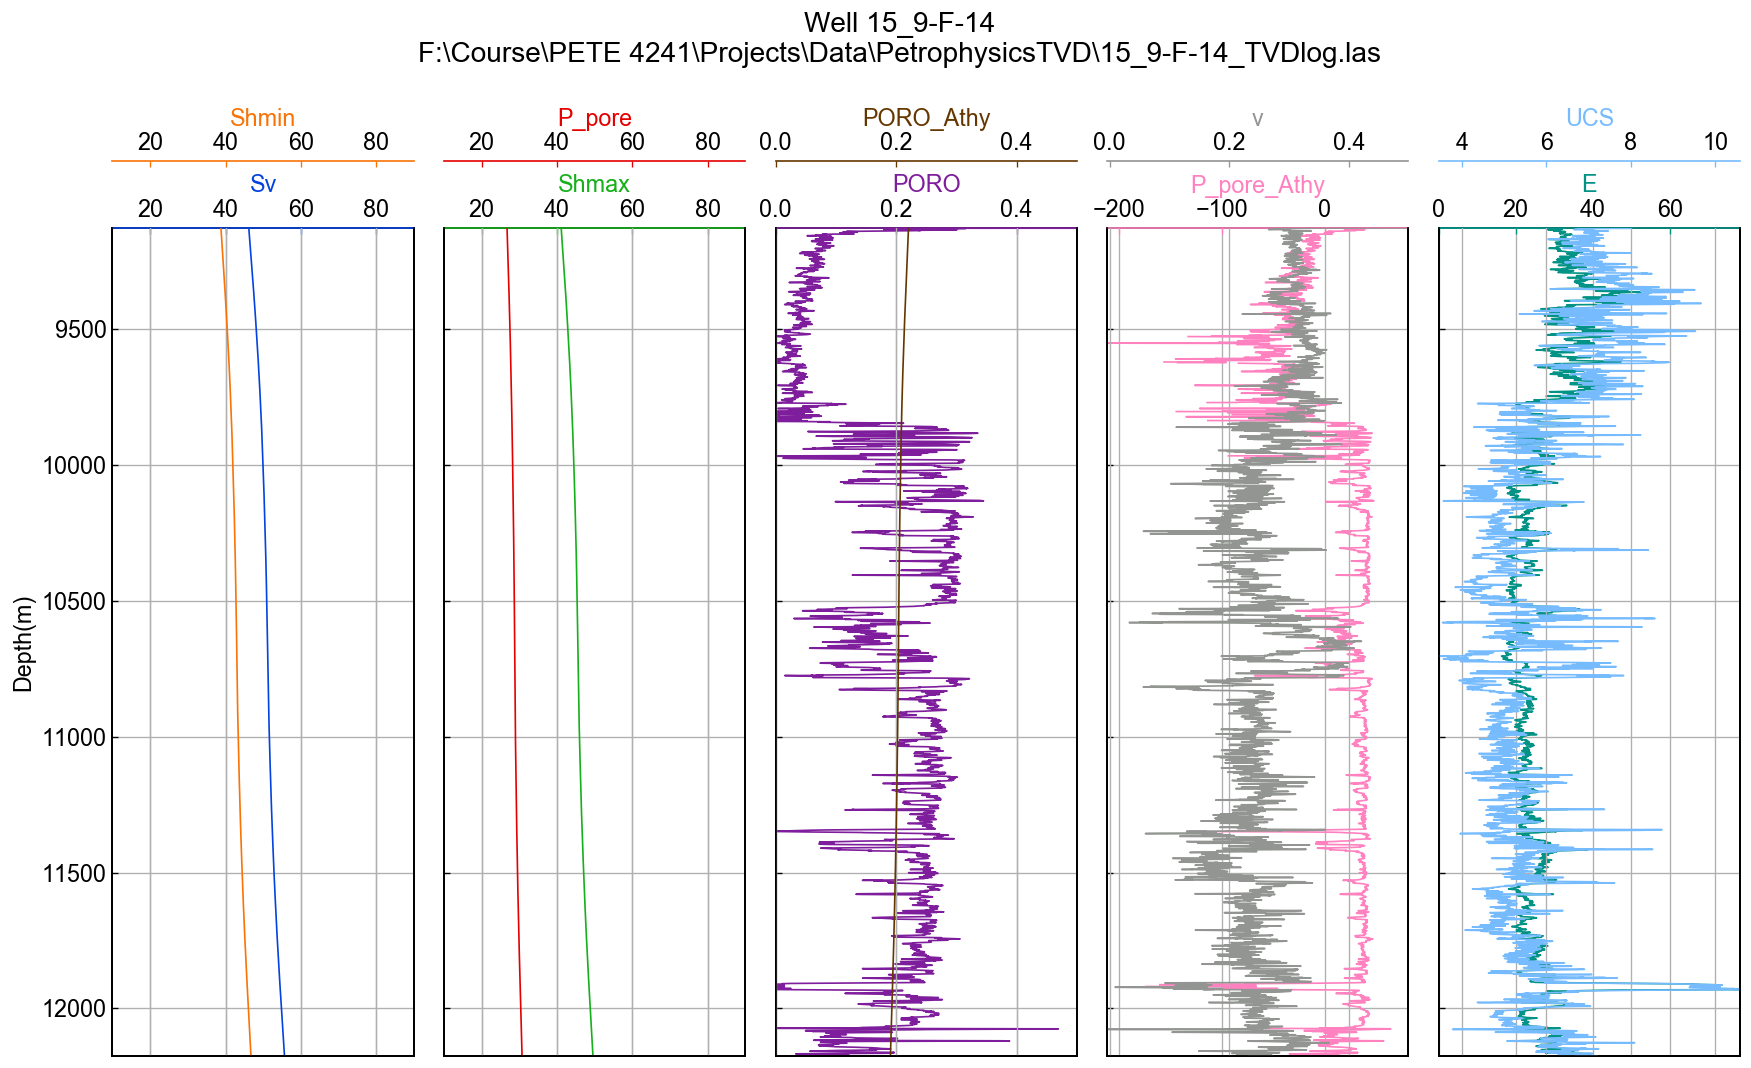 Well 15_9-F-14
F:\Course\PETE 4241\Projects\Data\PetrophysicsTVD\15_9-F-14_TVDlog.las
Shmin P_pore PORO_Athy v UCS
20 40 60 80 20 40 60 80 0.0 0.2 0.4 0.0 0.2 0.4 4 6 8 10
Sv Shmax PORO P_pore_Athy E
20 40 60 80 20 40 60 80 0.0 0.2 0.4 −200 −100 0 0 20 40 60
9500
10000
10500
Depth(m)
11000
11500
12000